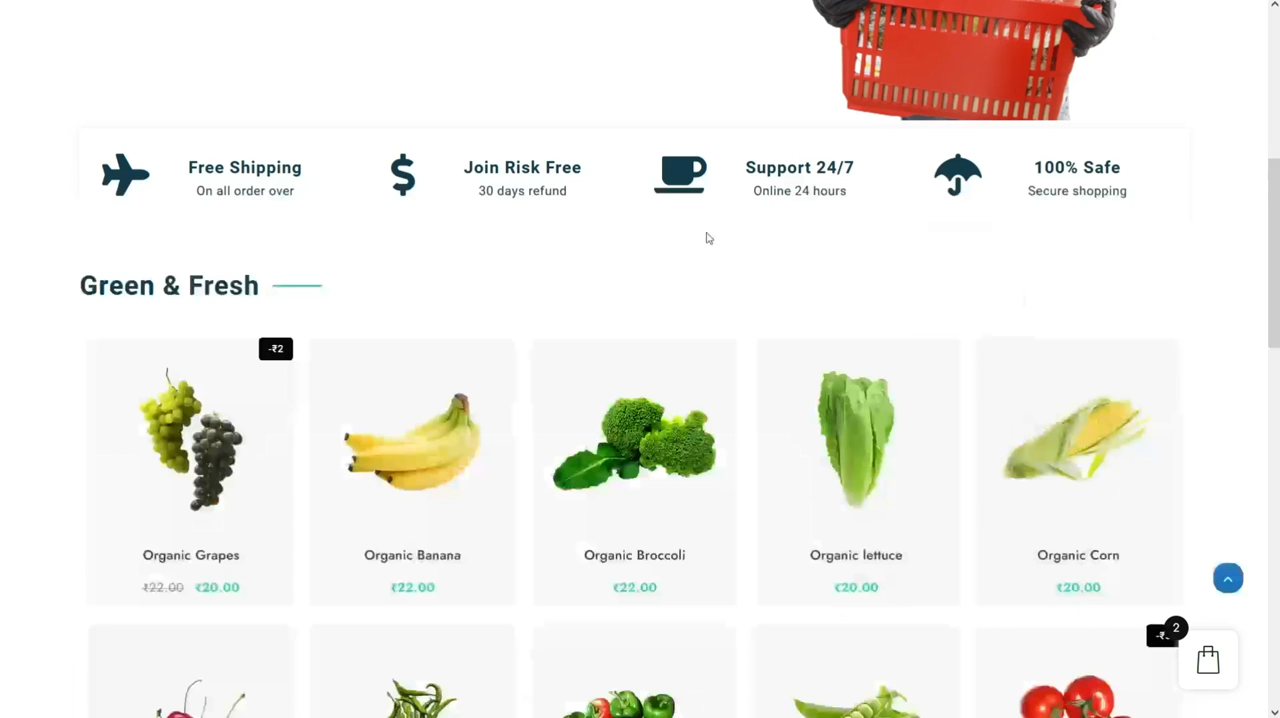 Free Shipping
On all order over
Join Risk Free
30 days refund
Support 24/7
Online 24 hours
100% Safe
Secure shopping
Green & Fresh
-₹2
Organic Grapes
₹22.00 ₹20.00
Organic Banana
₹22.00
Organic Broccoli
₹22.00
Organic lettuce
₹20.00
Organic Corn
₹20.00
2